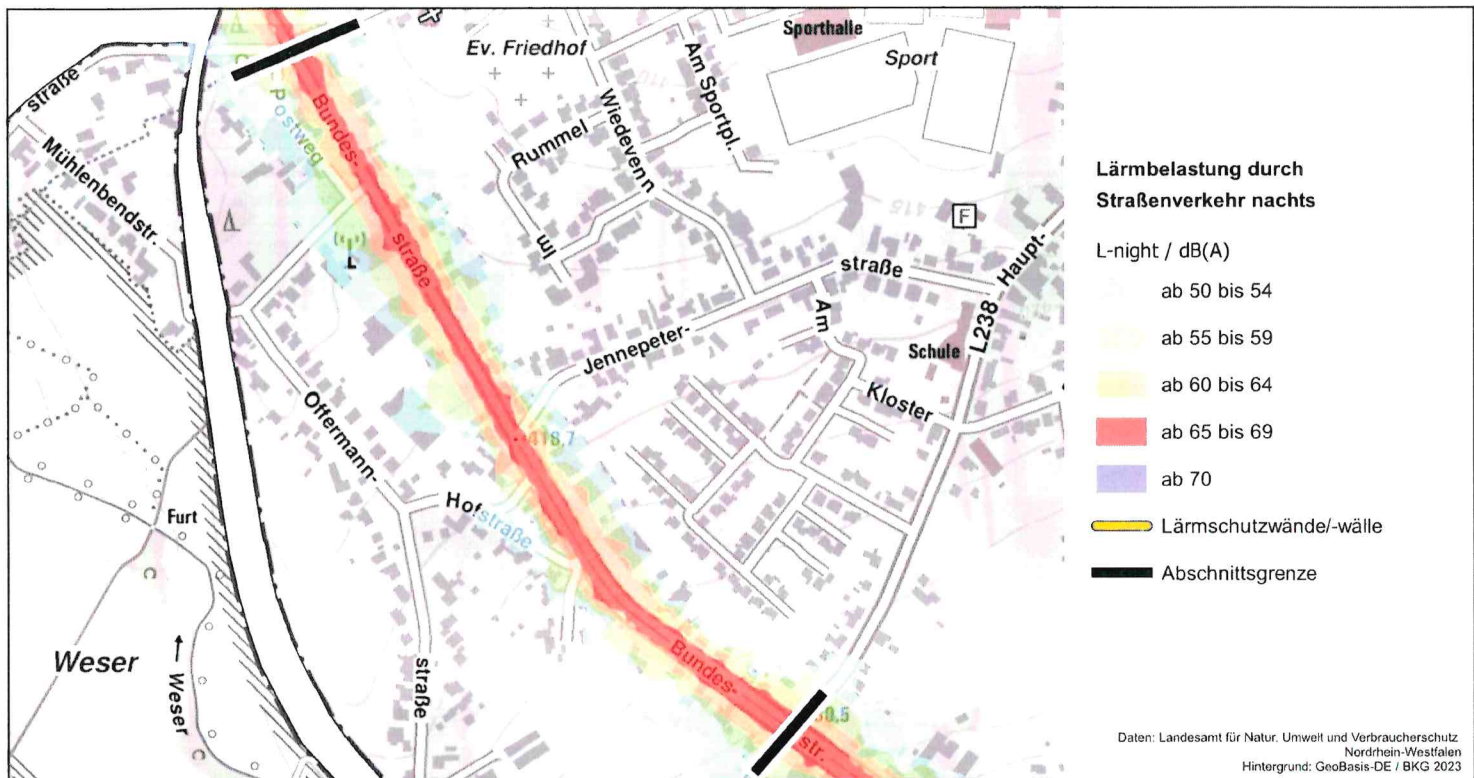 Sporthalle
Ev. Friedhof
Sport
straße
Postweg
Bundes-
straße
Am Sportpl.
Wiedevenn
Rummel
Im
Mühlenbendstr.
F
415
straße
L238
Haupt-
Jennepeter-
Am
Schule
Kloster
418,7
Offermann-
straße
Hofstraße
Furt
C
Weser
Weser
C
Bundes-
str.
Lärmbelastung durch
Straßenverkehr nachts
L-night / dB(A)
ab 50 bis 54
ab 55 bis 59
ab 60 bis 64
ab 65 bis 69
ab 70
Lärmschutzwände/-wälle
Abschnittsgrenze
Daten: Landesamt für Natur. Umwelt und Verbraucherschutz
Nordrhein-Westfalen
Hintergrund: GeoBasis-DE / BKG 2023